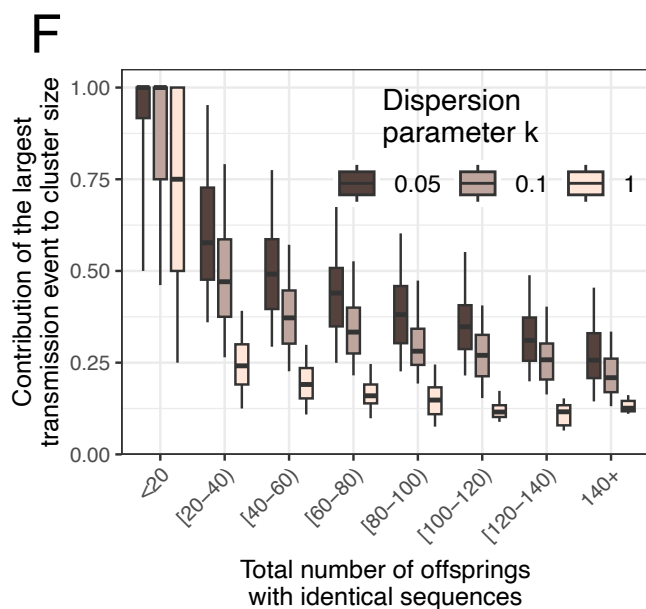 F
Contribution of the largest
transmission event to cluster size
1.00
0.75
0.50
0.25
0.00
Dispersion
parameter k
0.05
0.1
1
<20
[20−40)
[40−60)
[60−80)
[80−100)
[100−120)
[120−140)
140+
Total number of offsprings
with identical sequences